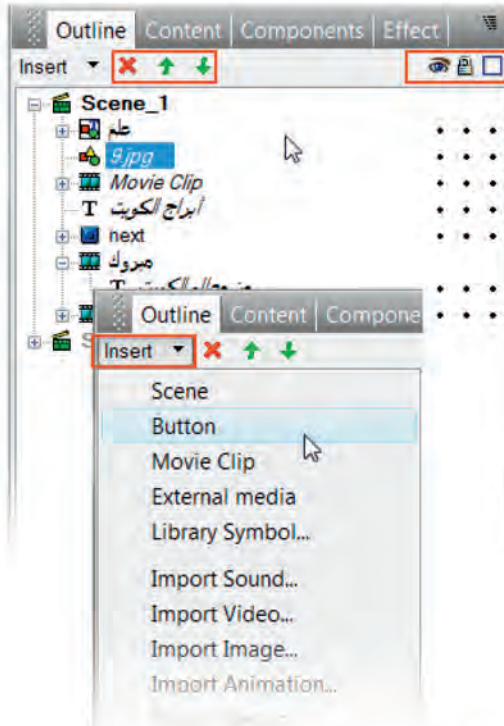 Outline Content Components Effect
Insert
Scene_1
علم
9.jpg
Movie Clip
T أبراج الكويت
next
مبروك
T
Outline Content Compone
Insert
Scene
Button
Movie Clip
External media
Library Symbol...
Import Sound...
Import Video...
Import Image...
Import Animation...